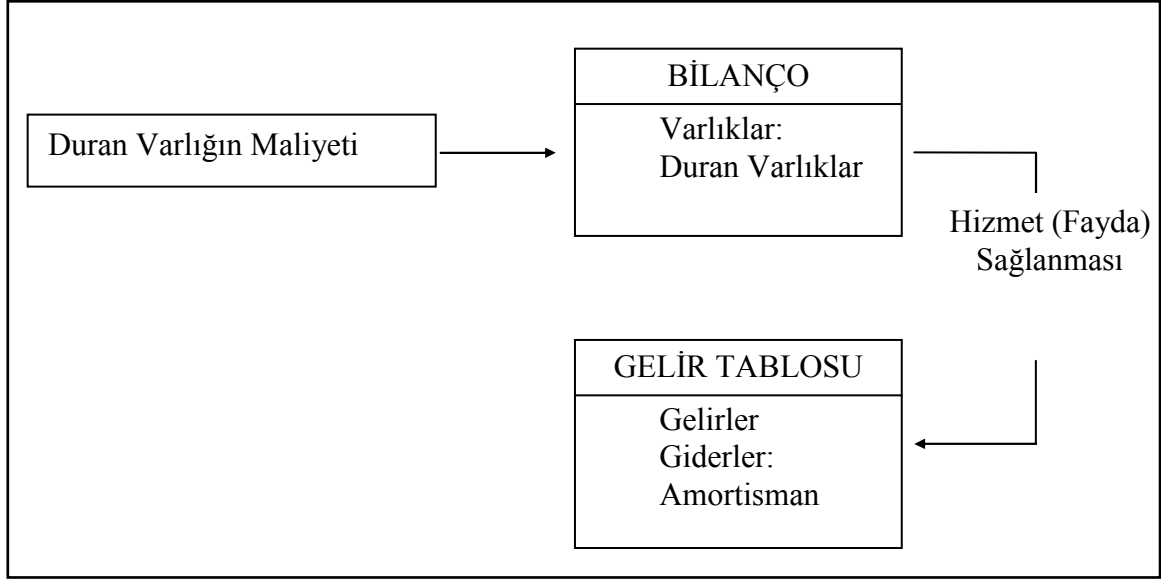 BİLANÇO
Duran Varlığın Maliyeti
Varlıklar:
Duran Varlıklar
Hizmet (Fayda)
Sağlanması
GELİR TABLOSU
Gelirler
Giderler:
Amortisman